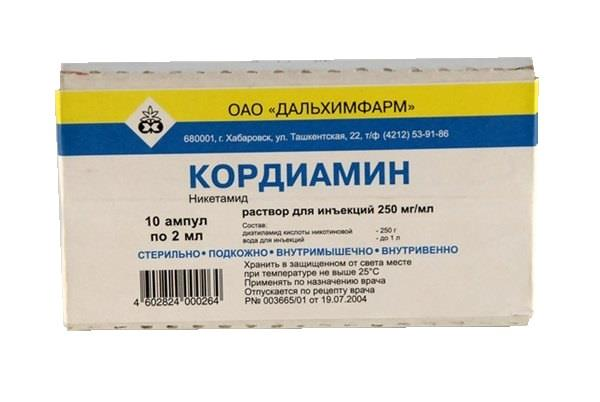 ОАО «ДАЛЬХИМФАРМ»
680001, г. Хабаровск, ул. Ташкентская, 22, т/ф (4212) 53-91-86
КОРДИАМИН
Никетамид
10 ампул
по 2 мл
раствор для инъекций 250 мг/мл
Состав:
диэтиламид кислоты никотиновой - 250 г
вода для инъекций - до 1 л
СТЕРИЛЬНО • ПОДКОЖНО • ВНУТРИМЫШЕЧНО • ВНУТРИВЕННО
Хранить в защищенном от света месте
при температуре не выше 25°С
Применять по назначению врача
Отпускается по рецепту врача
Р№ 003665/01 от 19.07.2004
4 602824 000264